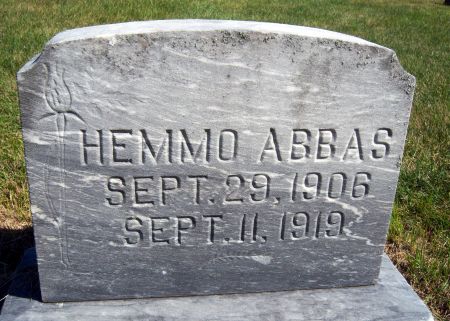 HEMMO ABBAS
SEPT. 29, 1906
SEPT. 11, 1919